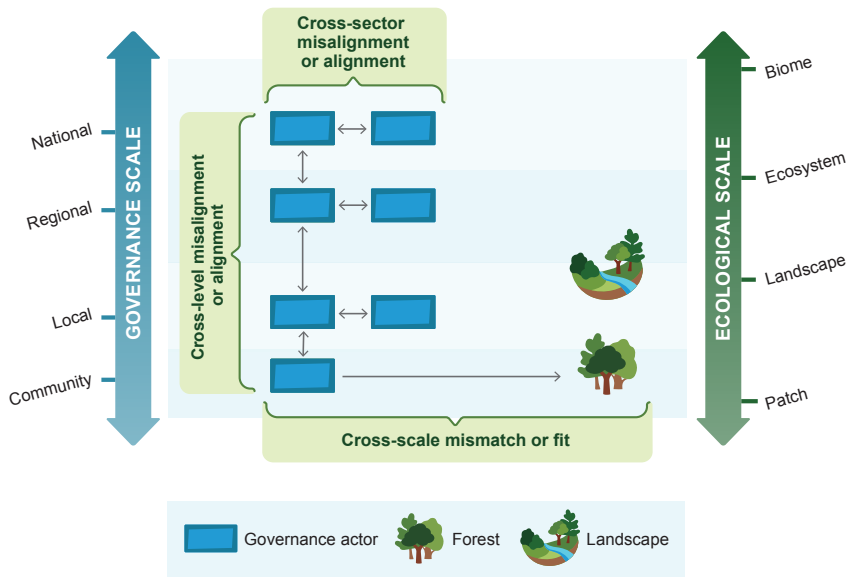 Cross-sector
misalignment
or alignment
National
Regional
Local
Community
GOVERNANCE SCALE
Cross-level misalignment
or alignment
Biome
Ecosystem
Landscape
Patch
ECOLOGICAL SCALE
Cross-scale mismatch or fit
Governance actor
Forest
Landscape